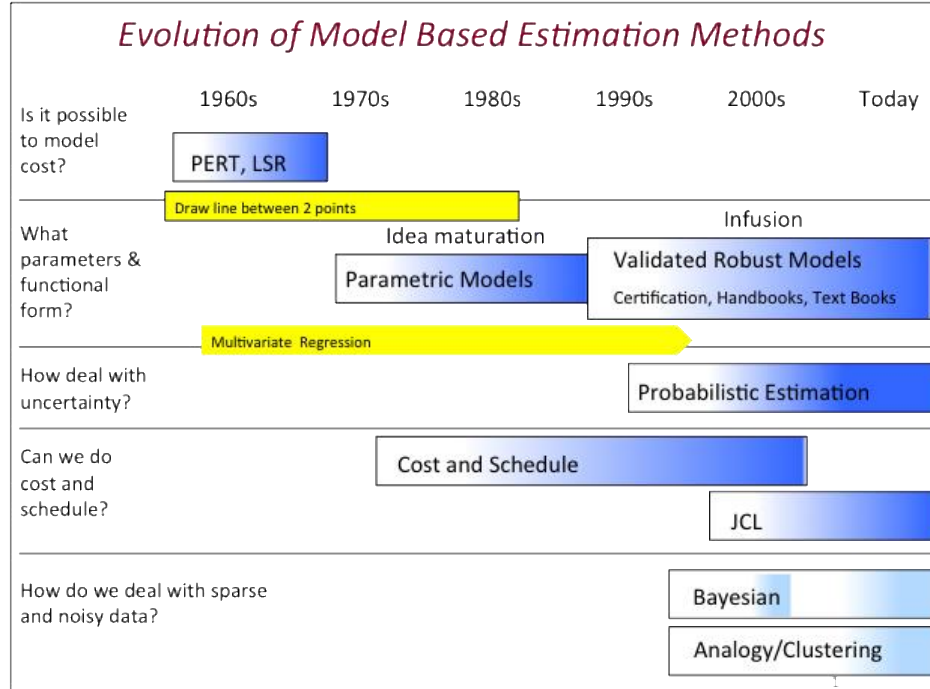 Evolution of Model Based Estimation Methods
1960s 1970s 1980s 1990s 2000s Today
Is it possible
to model
cost?
PERT, LSR
Draw line between 2 points
What
parameters &
functional
form?
Idea maturation
Infusion
Parametric Models
Validated Robust Models
Certification, Handbooks, Text Books
Multivariate Regression
How deal with
uncertainty?
Probabilistic Estimation
Can we do
cost and
schedule?
Cost and Schedule
JCL
How do we deal with sparse
and noisy data?
Bayesian
Analogy/Clustering